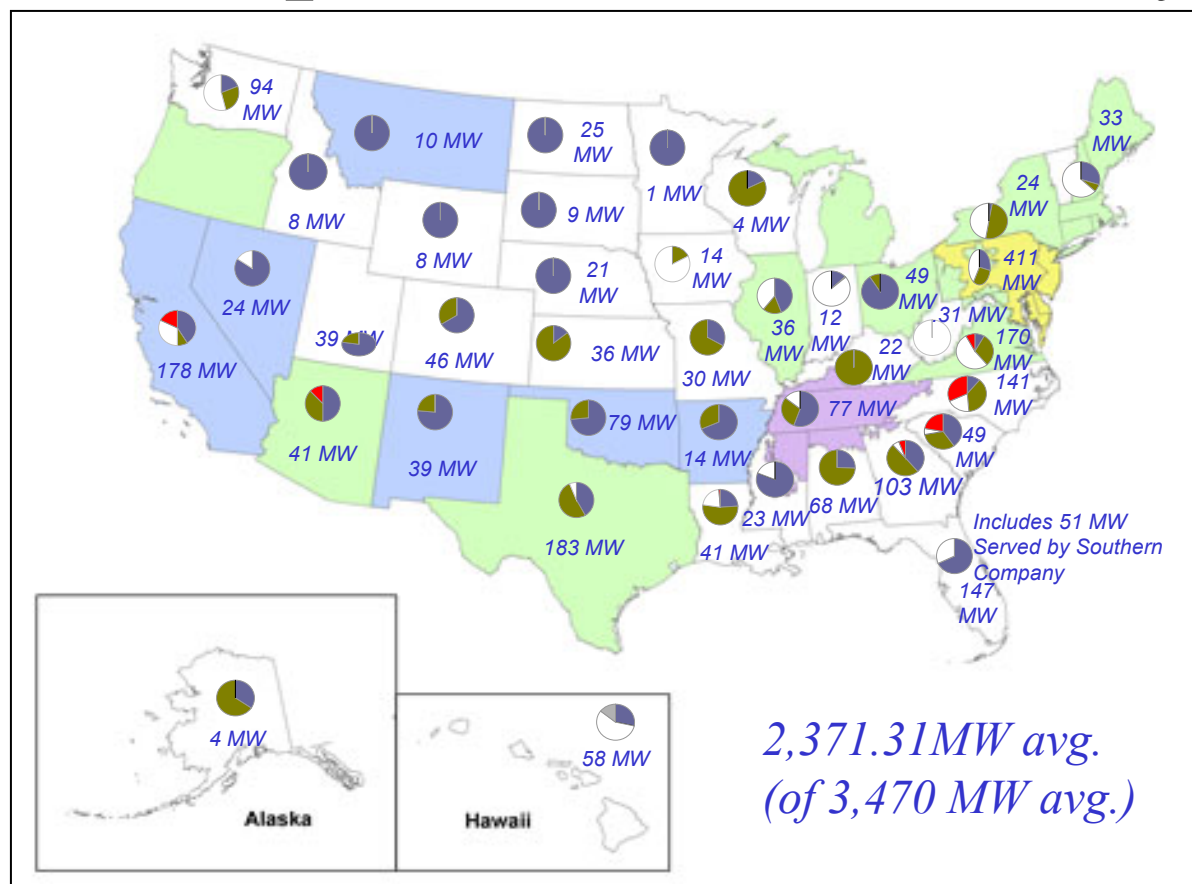 94
MW
10 MW
25
MW
33
MW
1 MW
24
MW
8 MW
9 MW
4 MW
8 MW
14
MW
411
MW
21
MW
49
MW
24 MW
.31 MW
36
MW
12
MW
170
MW
39 MW
178 MW
46 MW
36 MW
30 MW
22
MW
141
MW
77 MW
79 MW
41 MW
39 MW
14 MW
49
MW
103 MW
68 MW
23 MW
183 MW
41 MW
Includes 51 MW
Served by Southern
Company
147
MW
4 MW
58 MW
Alaska
Hawaii
2,371.31MW avg.
(of 3,470 MW avg.)